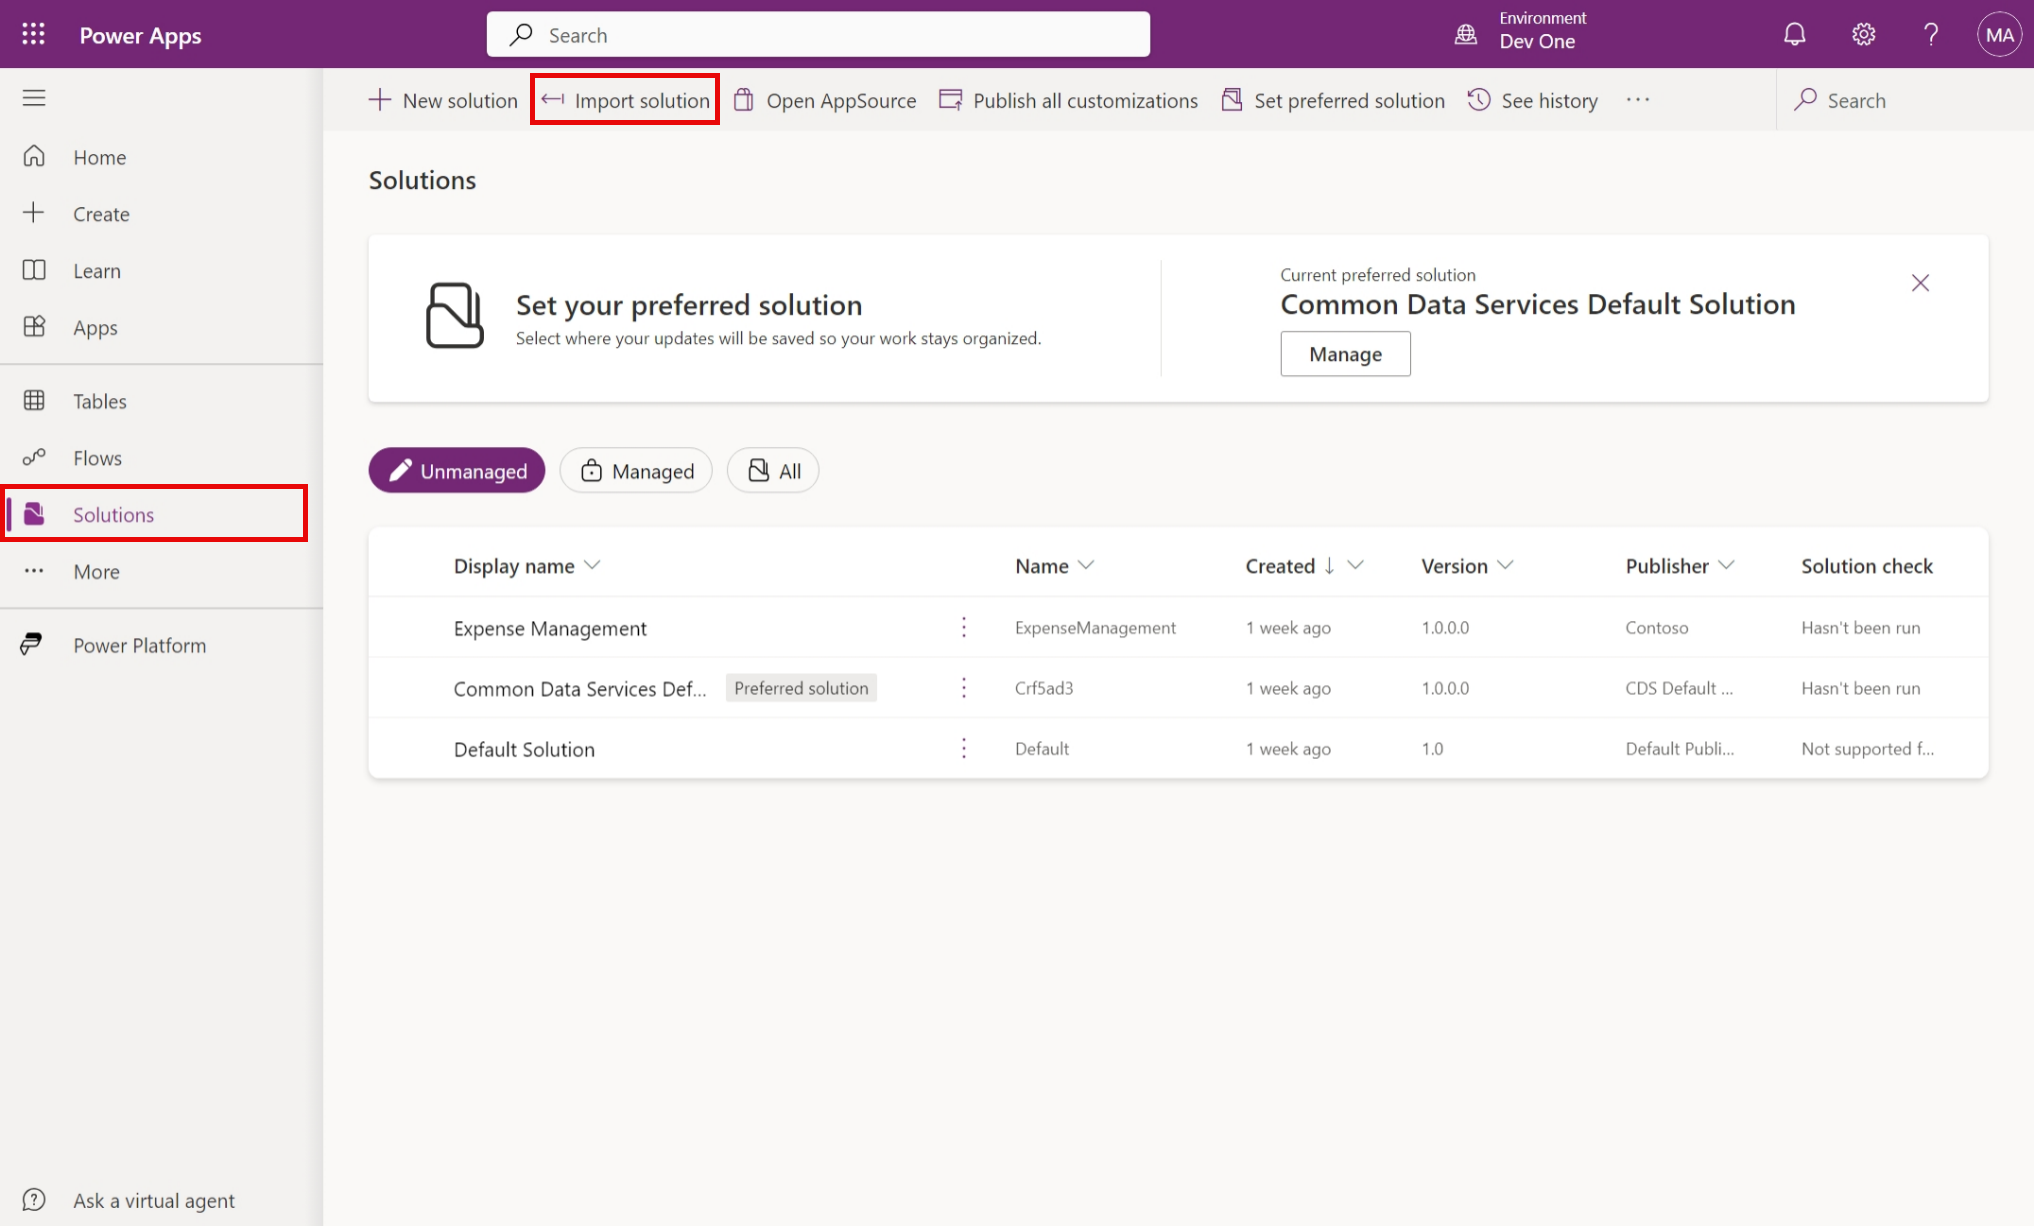 Power Apps
Search
Environment
Dev One
MA
New solution
Import solution
Open AppSource
Publish all customizations
Set preferred solution
See history
Search
Home
Create
Learn
Apps
Tables
Flows
Solutions
More
Power Platform
Ask a virtual agent
Solutions
Set your preferred solution
Select where your updates will be saved so your work stays organized.
Current preferred solution
Common Data Services Default Solution
Manage
Unmanaged
Managed
All
Display name Name Created Version Publisher Solution check
Expense Management ExpenseManagement 1 week ago 1.0.0.0 Contoso Hasn't been run
Common Data Services Def... Preferred solution Crf5ad3 1 week ago 1.0.0.0 CDS Default ... Hasn't been run
Default Solution Default 1 week ago 1.0 Default Publi... Not supported f...